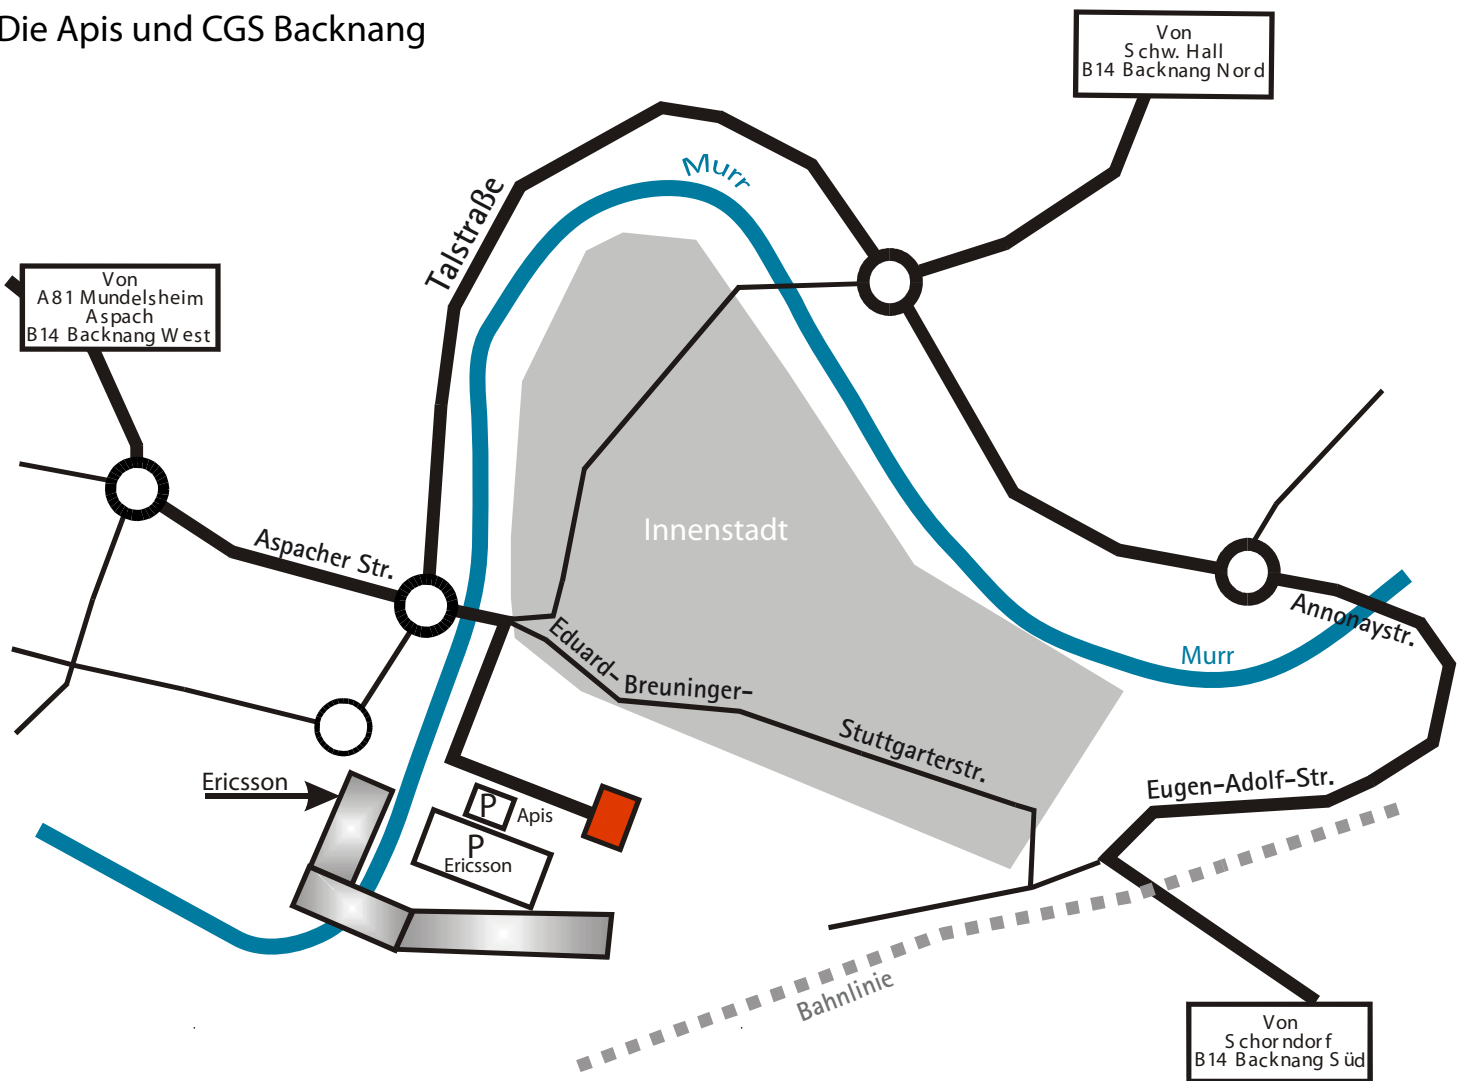 Die Apis und CGS Backnang
Von
Schw. Hall
B14 Backnang Nord
Murr
Talstraße
Von
A81 Mundelsheim
Aspach
B14 Backnang West
Innenstadt
Aspacher Str.
Annonaystr.
Eduard-
Breuninger-
Murr
Stuttgarterstr.
Ericsson
Eugen-Adolf-Str.
P
Apis
P
Ericsson
Bahnlinie
Von
Schorndorf
B14 Backnang Süd